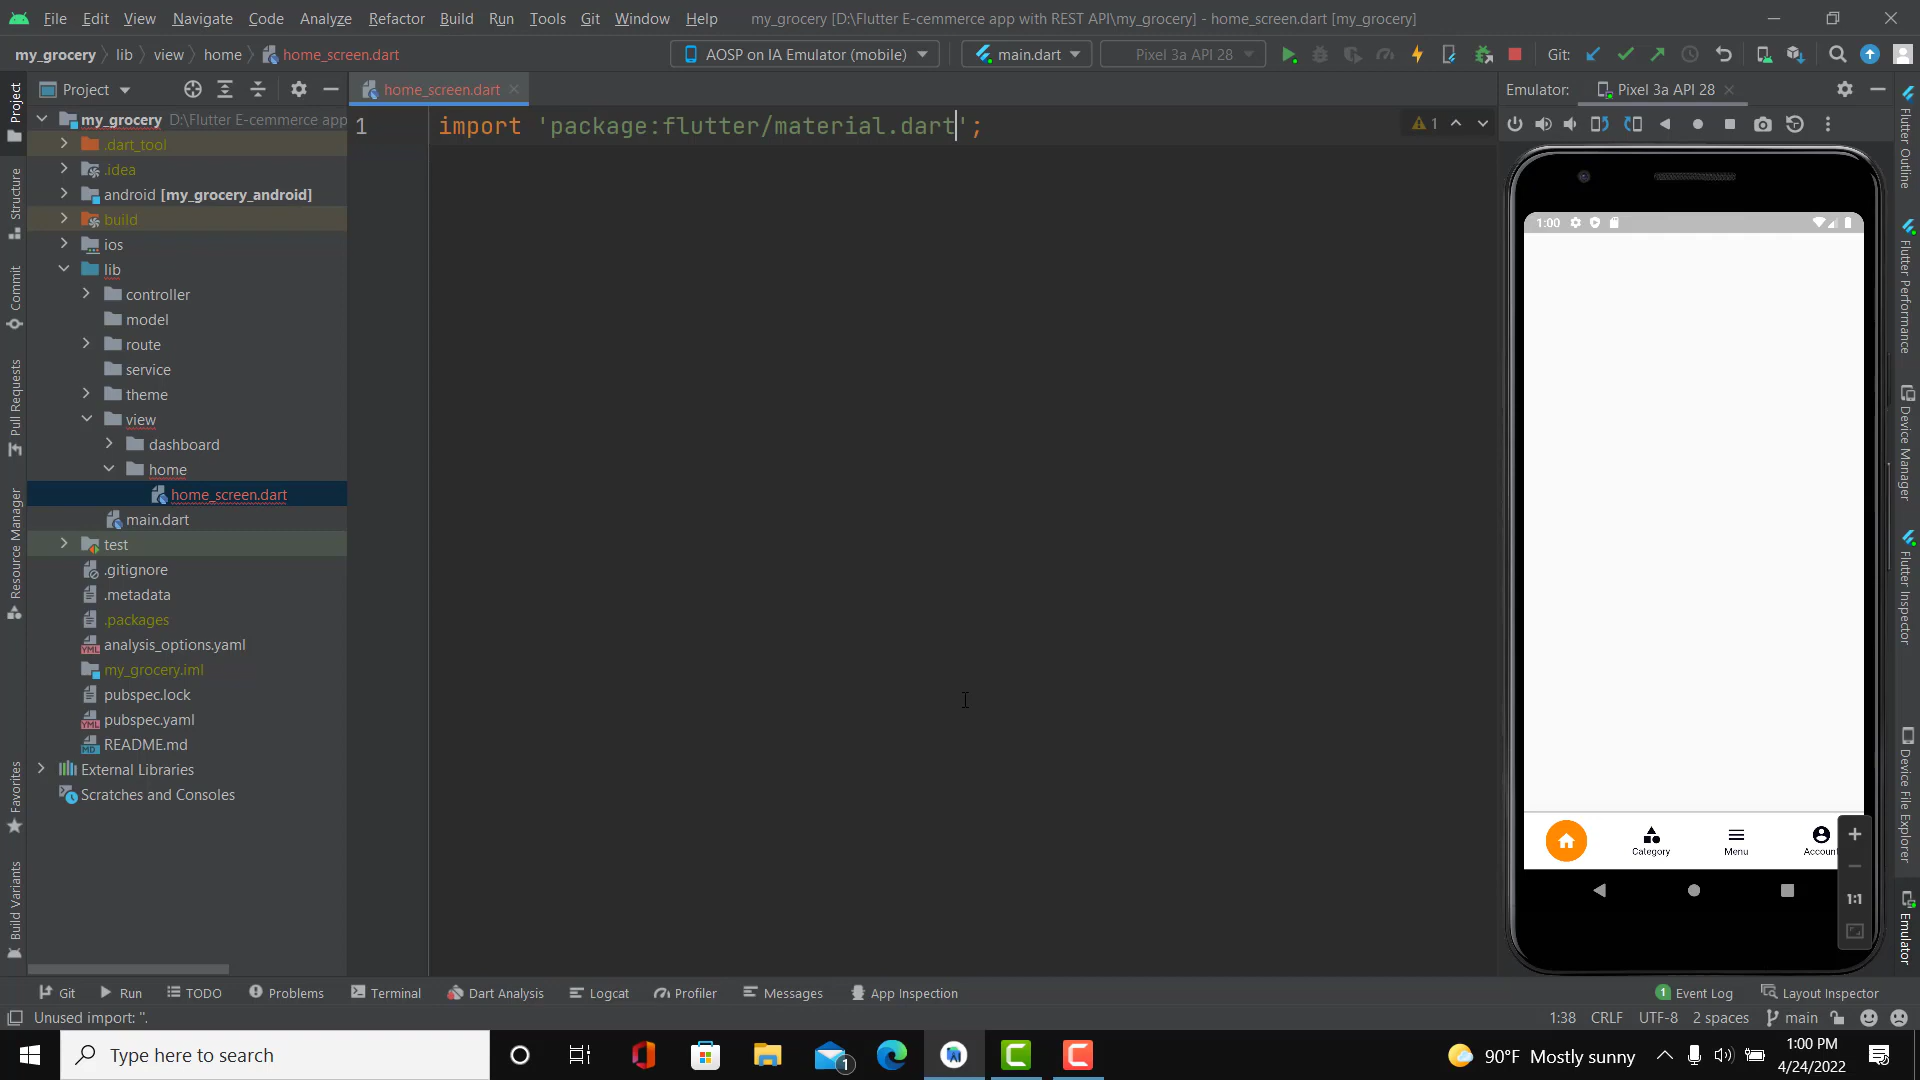 File Edit View Navigate Code Analyze Refactor Build Run Tools Git Window Help my_grocery [D:\Flutter E-cemmerce app with REST API\my_grocery] - home_screen.dart [my_grocery]
my_grocery lib view home home_screen.dart AOSP on IA Emulator (mobile) main.dart Pixel 3a API 28 Git:
Project home_screen.dart Emulator: Pixel 3a API 28
my_grocery D:\Flutter E-cemmerce app
.dart_tool
.idea
android [my_grocery_android]
build
ios
lib
controller
model
route
service
theme
view
dashboard
home
home_screen.dart
main.dart
test
.gitignore
.metadata
.packages
analysis_options.yaml
my_grocery.iml
pubspec.lock
pubspec.yaml
README.md
External Libraries
Scratches and Consoles
Project
Structure
Commit
Pull Requests
Resource Manager
Favorites
Build Variants
1 import 'package:flutter/material.dart';
1
1:00
Category Menu Account
1:1
Flutter Outline
Flutter Performance
Device Manager
Flutter Inspector
Device File Explorer
Emulator
Git Run TODO Problems Terminal Dart Analysis Logcat Profiler Messages App Inspection 1 Event Log Layout Inspector
Unused import: ''. 1:38 CRLF UTF-8 2 spaces main
Type here to search 1 90°F Mostly sunny 1:00 PM
4/24/2022